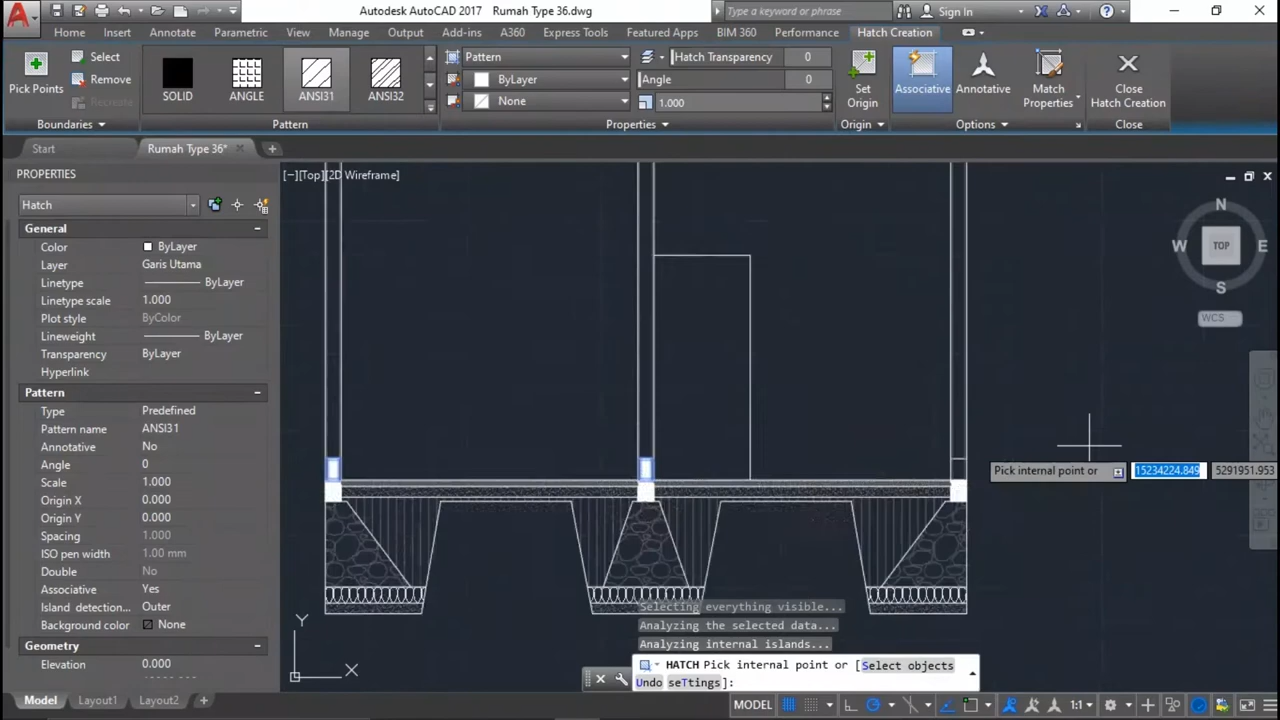 Autodesk AutoCAD 2017 Rumah Type 36.dwg
Type a keyword or phrase
Sign In
Home Insert Annotate Parametric View Manage Output Add-ins A360 Express Tools Featured Apps BIM 360 Performance Hatch Creation
Pick Points
Select
Remove
Recreate
Boundaries
SOLID
ANGLE
ANSI31
ANSI32
Pattern
Pattern
ByLayer
None
Hatch Transparency 0
Angle 0
1.000
Properties
Set
Origin
Origin
Associative
Annotative
Match
Properties
Options
Close
Hatch Creation
Close
Start
Rumah Type 36*
PROPERTIES
[−][Top][2D Wireframe]
Hatch
General
Color ByLayer
Layer Garis Utama
Linetype ByLayer
Linetype scale 1.000
Plot style ByColor
Lineweight ByLayer
Transparency ByLayer
Hyperlink
Pattern
Type Predefined
Pattern name ANSI31
Annotative No
Angle 0
Scale 1.000
Origin X 0.000
Origin Y 0.000
Spacing 1.000
ISO pen width 1.00 mm
Double No
Associative Yes
Island detection... Outer
Background color None
Geometry
Elevation 0.000
N
W TOP E
S
WCS
Pick internal point or 15234224.849 5291951.953
Selecting everything visible...
Analyzing the selected data...
Analyzing internal islands...
HATCH Pick internal point or [Select objects
Undo seTtings]:
Y
X
Model Layout1 Layout2
MODEL
1:1